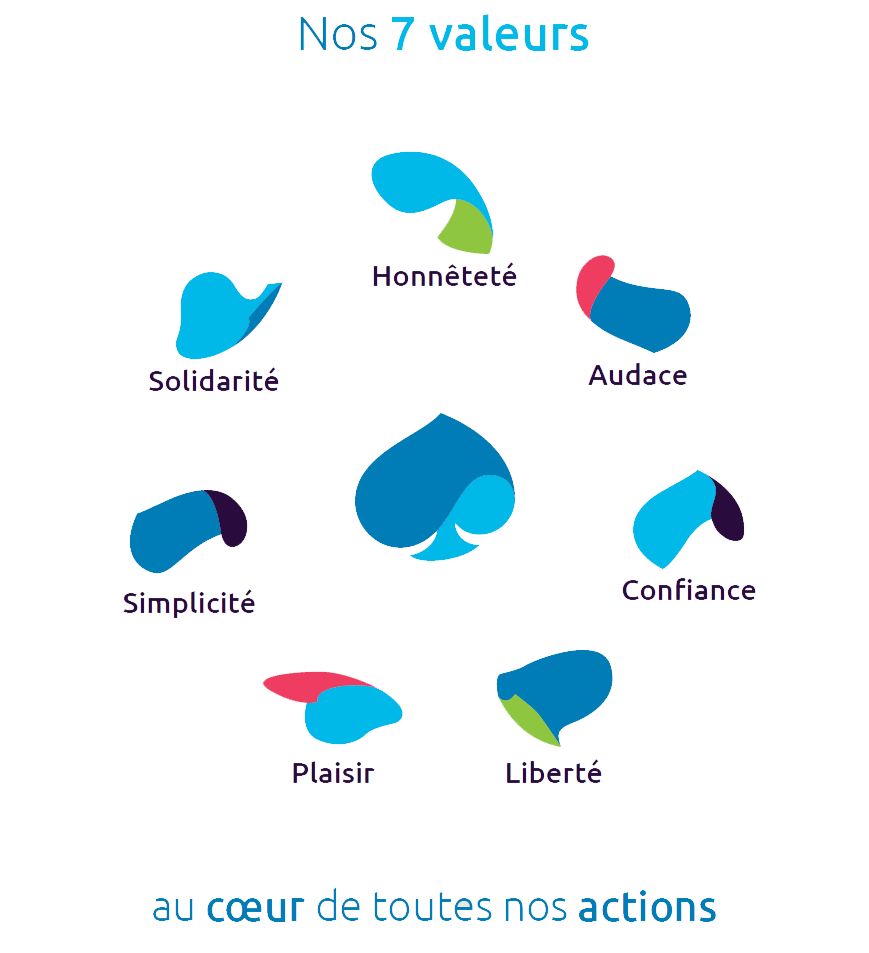 Nos 7 valeurs
Honnêteté
Solidarité
Audace
Simplicité
Confiance
Plaisir
Liberté
au cœur de toutes nos actions